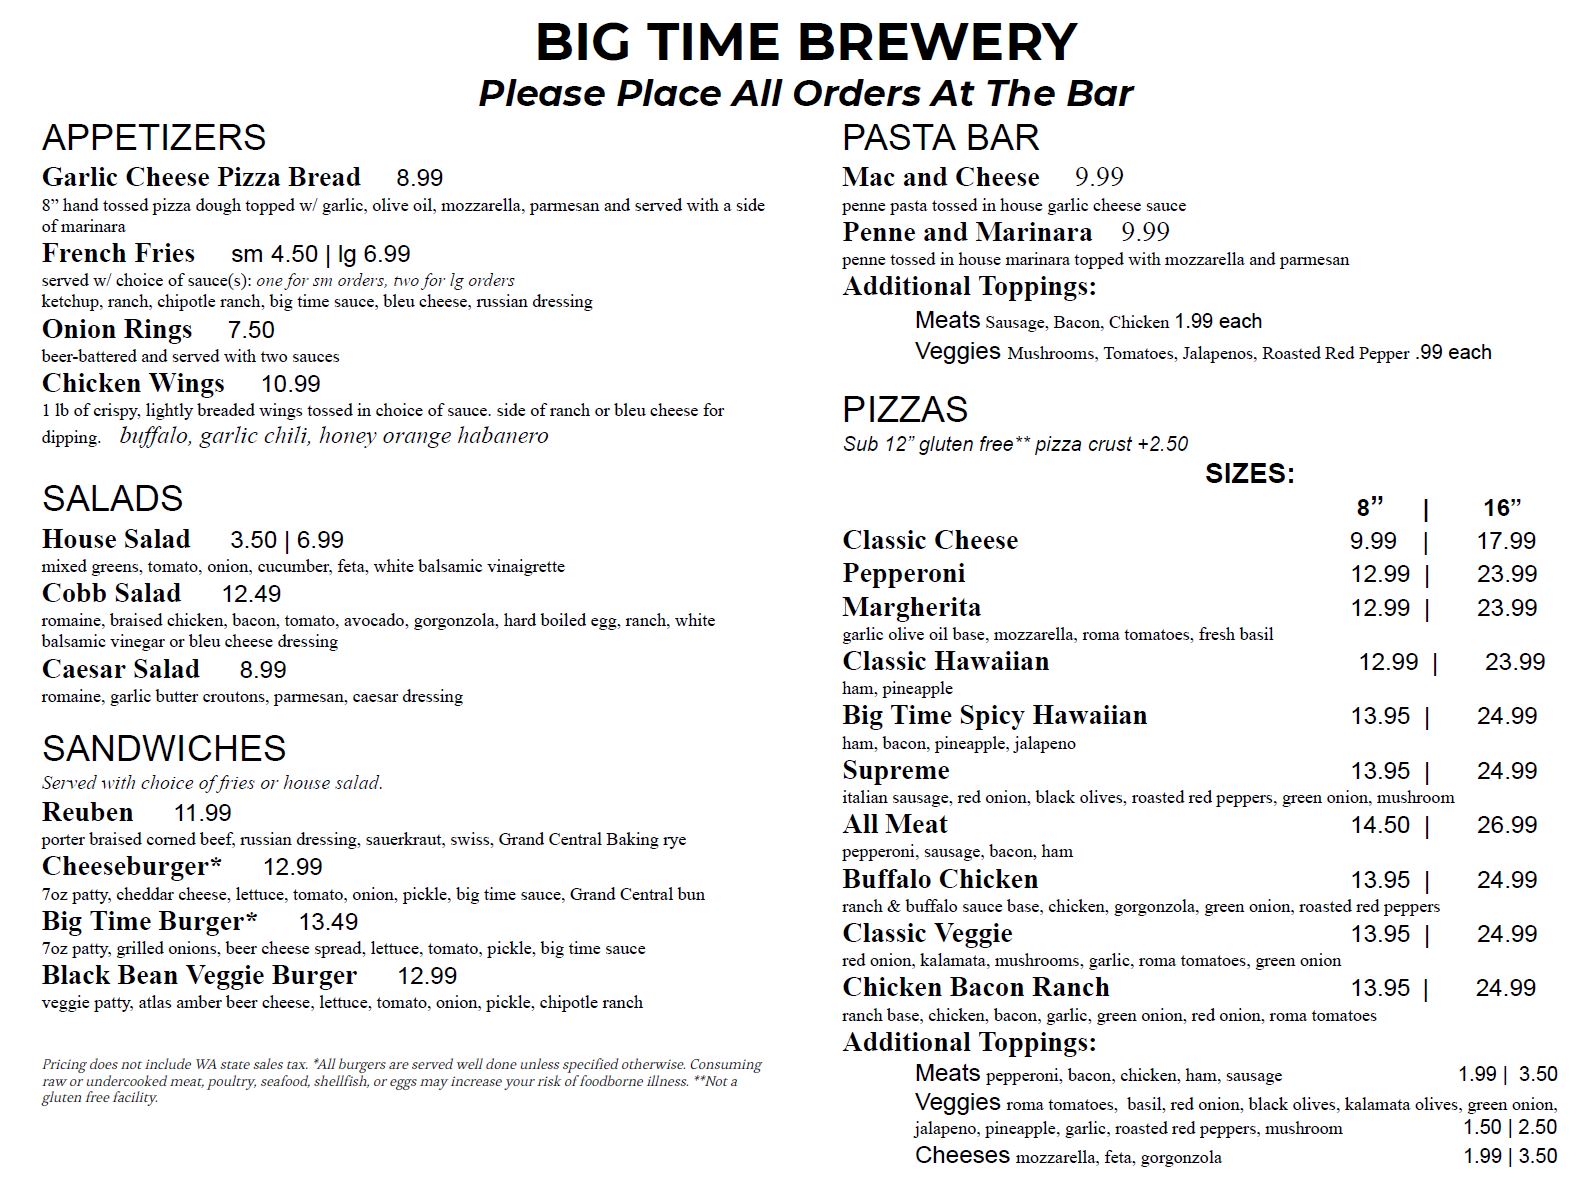 BIG TIME BREWERY
Please Place All Orders At The Bar
APPETIZERS
Garlic Cheese Pizza Bread 8.99
8” hand tossed pizza dough topped w/ garlic, olive oil, mozzarella, parmesan and served with a side
of marinara
French Fries sm 4.50 | lg 6.99
served w/ choice of sauce(s): one for sm orders, two for lg orders
ketchup, ranch, chipotle ranch, big time sauce, bleu cheese, russian dressing
Onion Rings 7.50
beer-battered and served with two sauces
Chicken Wings 10.99
1 lb of crispy, lightly breaded wings tossed in choice of sauce. side of ranch or bleu cheese for
dipping. buffalo, garlic chili, honey orange habanero
SALADS
House Salad 3.50 | 6.99
mixed greens, tomato, onion, cucumber, feta, white balsamic vinaigrette
Cobb Salad 12.49
romaine, braised chicken, bacon, tomato, avocado, gorgonzola, hard boiled egg, ranch, white
balsamic vinegar or bleu cheese dressing
Caesar Salad 8.99
romaine, garlic butter croutons, parmesan, caesar dressing
SANDWICHES
Served with choice of fries or house salad.
Reuben 11.99
porter braised corned beef, russian dressing, sauerkraut, swiss, Grand Central Baking rye
Cheeseburger* 12.99
7oz patty, cheddar cheese, lettuce, tomato, onion, pickle, big time sauce, Grand Central bun
Big Time Burger* 13.49
7oz patty, grilled onions, beer cheese spread, lettuce, tomato, pickle, big time sauce
Black Bean Veggie Burger 12.99
veggie patty, atlas amber beer cheese, lettuce, tomato, onion, pickle, chipotle ranch
Pricing does not include WA state sales tax. *All burgers are served well done unless specified otherwise. Consuming
raw or undercooked meat, poultry, seafood, shellfish, or eggs may increase your risk of foodborne illness. **Not a
gluten free facility.
PASTA BAR
Mac and Cheese 9.99
penne pasta tossed in house garlic cheese sauce
Penne and Marinara 9.99
penne tossed in house marinara topped with mozzarella and parmesan
Additional Toppings:
Meats Sausage, Bacon, Chicken 1.99 each
Veggies Mushrooms, Tomatoes, Jalapenos, Roasted Red Pepper .99 each
PIZZAS
Sub 12” gluten free** pizza crust +2.50
SIZES:
8” | 16”
Classic Cheese 9.99 | 17.99
Pepperoni 12.99 | 23.99
Margherita 12.99 | 23.99
garlic olive oil base, mozzarella, roma tomatoes, fresh basil
Classic Hawaiian 12.99 | 23.99
ham, pineapple
Big Time Spicy Hawaiian 13.95 | 24.99
ham, bacon, pineapple, jalapeno
Supreme 13.95 | 24.99
italian sausage, red onion, black olives, roasted red peppers, green onion, mushroom
All Meat 14.50 | 26.99
pepperoni, sausage, bacon, ham
Buffalo Chicken 13.95 | 24.99
ranch & buffalo sauce base, chicken, gorgonzola, green onion, roasted red peppers
Classic Veggie 13.95 | 24.99
red onion, kalamata, mushrooms, garlic, roma tomatoes, green onion
Chicken Bacon Ranch 13.95 | 24.99
ranch base, chicken, bacon, garlic, green onion, red onion, roma tomatoes
Additional Toppings:
Meats pepperoni, bacon, chicken, ham, sausage 1.99 | 3.50
Veggies roma tomatoes, basil, red onion, black olives, kalamata olives, green onion,
jalapeno, pineapple, garlic, roasted red peppers, mushroom 1.50 | 2.50
Cheeses mozzarella, feta, gorgonzola 1.99 | 3.50